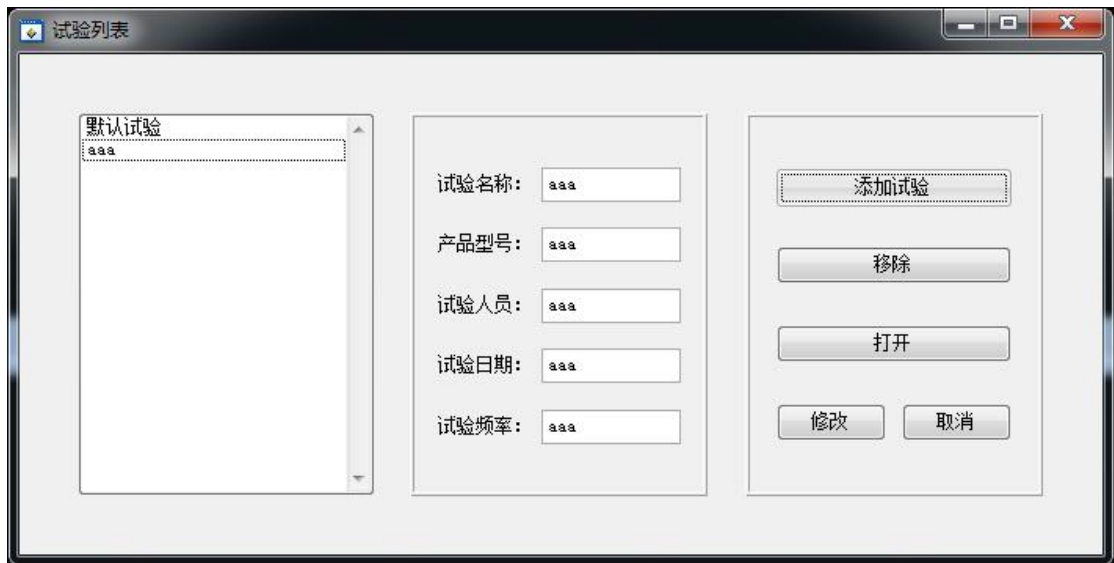 试验列表
默认试验
aaa
试验名称: aaa
产品型号: aaa
试验人员: aaa
试验日期: aaa
试验频率: aaa
添加试验
移除
打开
修改 取消